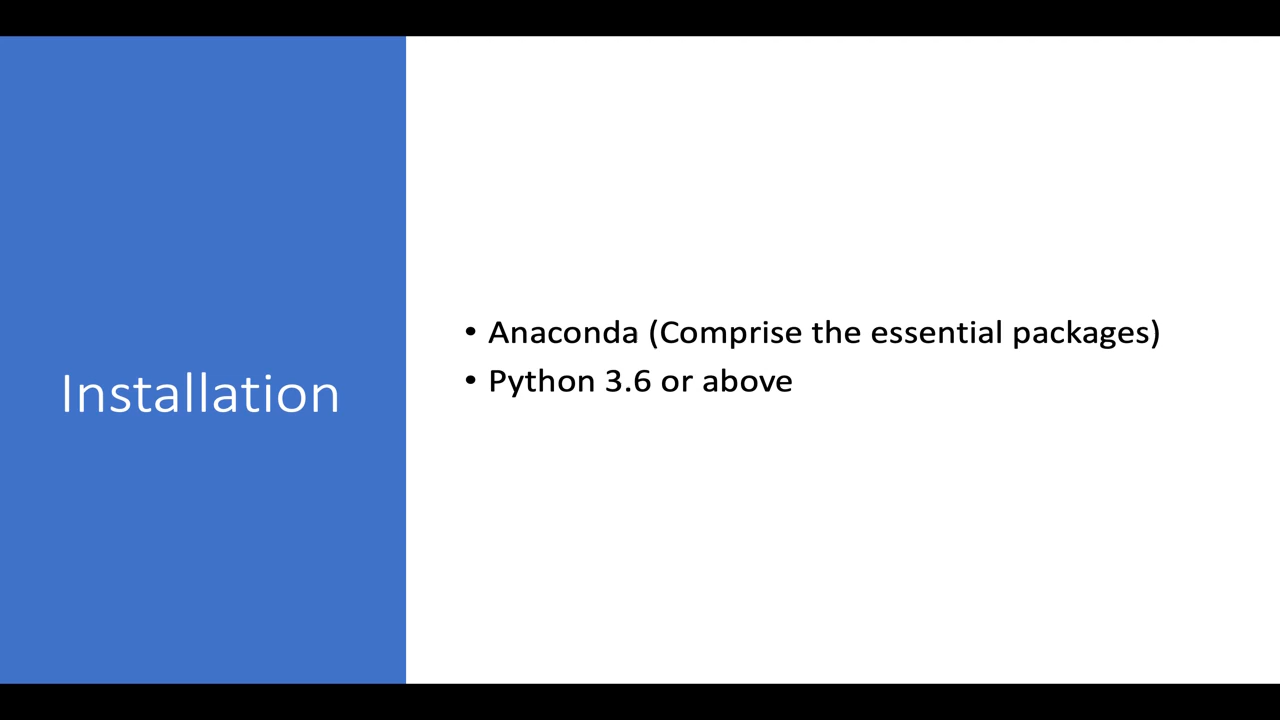 Installation
• Anaconda (Comprise the essential packages)
• Python 3.6 or above